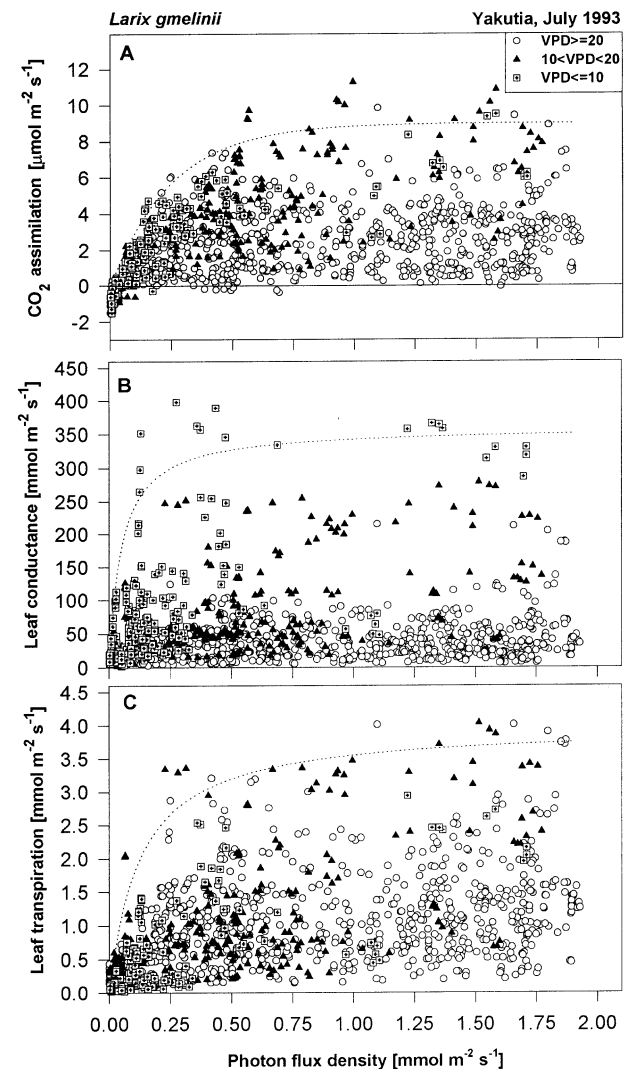 Larix gmelinii
Yakutia, July 1993
A
VPD>=20
10<VPD<20
VPD<=10
CO2 assimilation [µmol m-2 s-1]
12
10
8
6
4
2
0
-2
B
Leaf conductance [mmol m-2 s-1]
450
400
350
300
250
200
150
100
50
0
C
Leaf transpiration [mmol m-2 s-1]
4.5
4.0
3.5
3.0
2.5
2.0
1.5
1.0
0.5
0.0
0.00 0.25 0.50 0.75 1.00 1.25 1.50 1.75 2.00
Photon flux density [mmol m-2 s-1]